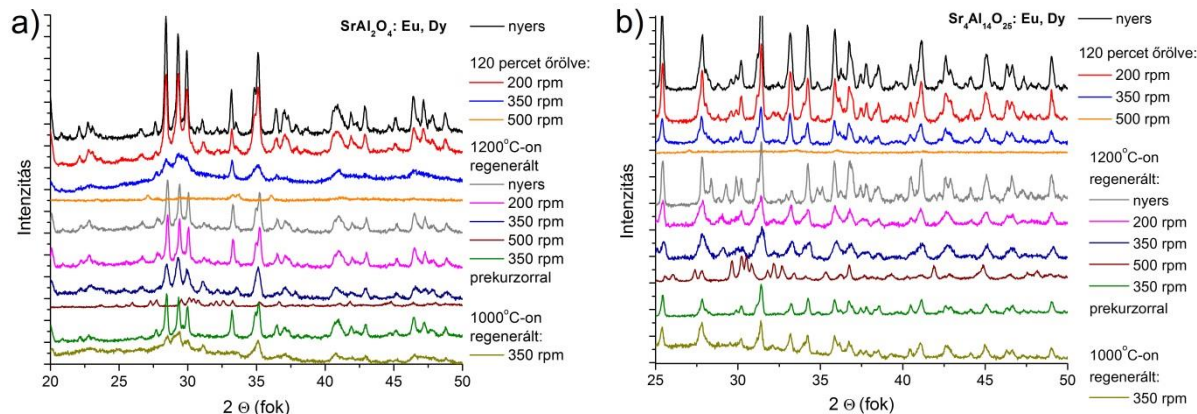 a)
SrAl₂O₄: Eu, Dy
nyers
120 percet őrölve:
200 rpm
350 rpm
500 rpm
1200°C-on
regenerált
nyers
200 rpm
350 rpm
500 rpm
350 rpm
prekurzorral
1000°C-on
regenerált:
350 rpm
Intenzitás
20 25 30 35 40 45 50
2 Θ (fok)
b)
Sr₄Al₁₄O₂₅: Eu, Dy
nyers
120 percet őrölve:
200 rpm
350 rpm
500 rpm
1200°C-on
regenerált:
nyers
200 rpm
350 rpm
500 rpm
350 rpm
prekurzorral
1000°C-on
regenerált:
350 rpm
Intenzitás
25 30 35 40 45 50
2 Θ (fok)